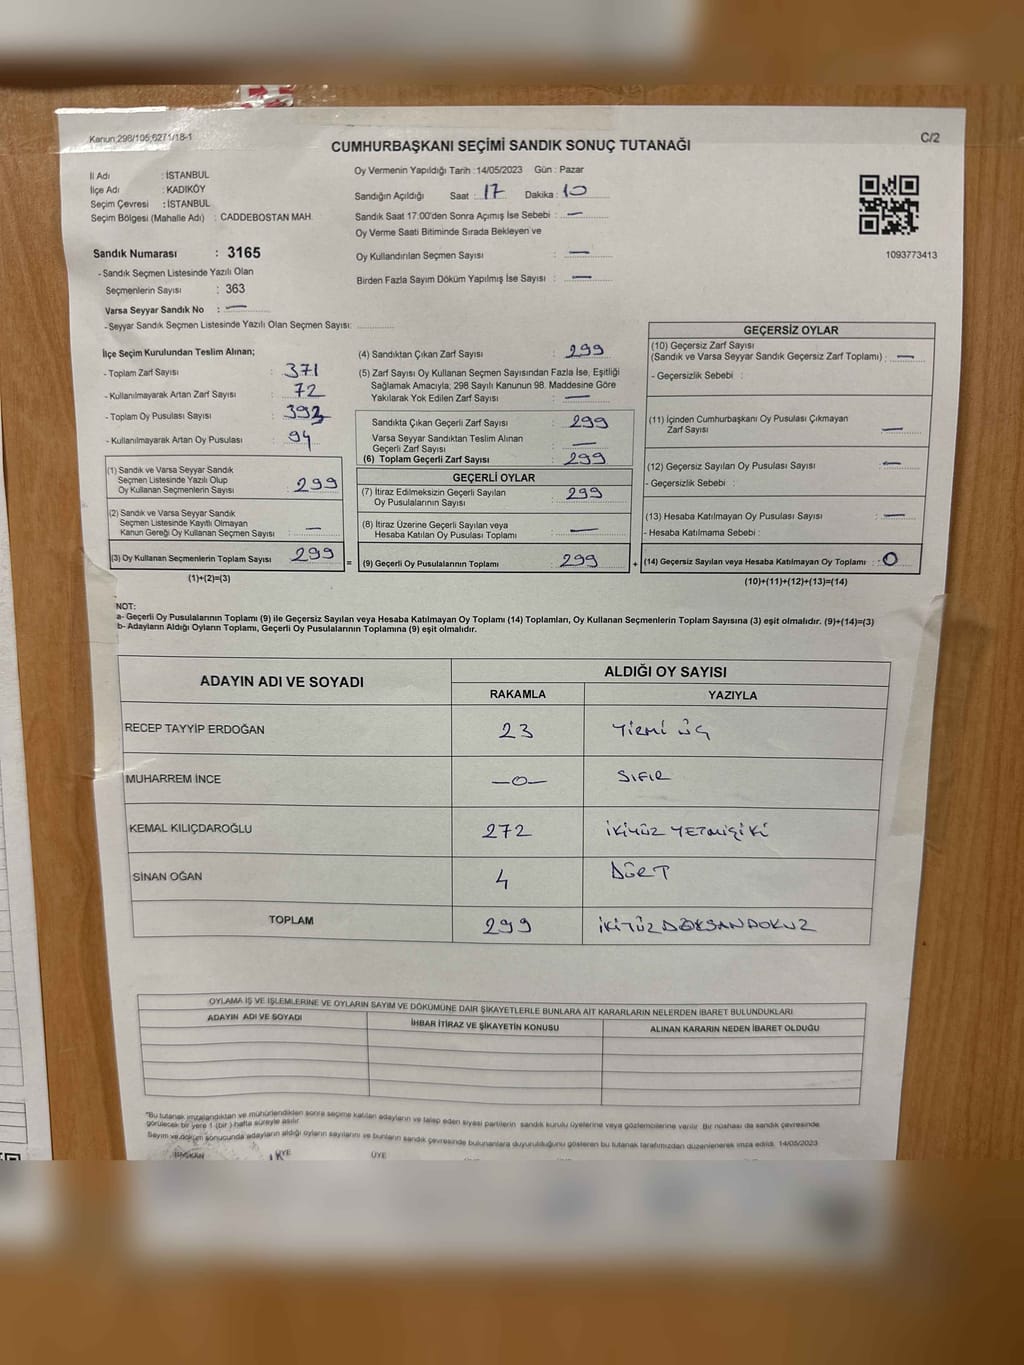 Kanun:298/105;6271/18-1
C/2
CUMHURBAŞKANI SEÇİMİ SANDIK SONUÇ TUTANAĞI
İl Adı : İSTANBUL
İlçe Adı : KADIKÖY
Seçim Çevresi : İSTANBUL
Seçim Bölgesi (Mahalle Adı) : CADDEBOSTAN MAH.
Sandık Numarası : 3165
- Sandık Seçmen Listesinde Yazılı Olan
Seçmenlerin Sayısı : 363
Varsa Seyyar Sandık No : —
- Seyyar Sandık Seçmen Listesinde Yazılı Olan Seçmen Sayısı:
Oy Vermenin Yapıldığı Tarih :14/05/2023 Gün : Pazar
Sandığın Açıldığı Saat : 17 Dakika : 10
Sandık Saat 17:00'den Sonra Açılmış İse Sebebi : —
Oy Verme Saati Bitiminde Sırada Bekleyen ve
Oy Kullandırılan Seçmen Sayısı : —
Birden Fazla Sayım Döküm Yapılmış İse Sayısı : —
1093773413
İlçe Seçim Kurulundan Teslim Alınan;
- Toplam Zarf Sayısı : 371
- Kullanılmayarak Artan Zarf Sayısı : 72
- Toplam Oy Pusulası Sayısı : 393
- Kullanılmayarak Artan Oy Pusulası : 94
(1) Sandık ve Varsa Seyyar Sandık
Seçmen Listesinde Yazılı Olup
Oy Kullanan Seçmenlerin Sayısı : 299
(2) Sandık ve Varsa Seyyar Sandık
Seçmen Listesinde Kayıtlı Olmayan
Kanun Gereği Oy Kullanan Seçmen Sayısı : —
(3) Oy Kullanan Seçmenlerin Toplam Sayısı 299
(1)+(2)=(3)
(4) Sandıktan Çıkan Zarf Sayısı : 299
(5) Zarf Sayısı Oy Kullanan Seçmen Sayısından Fazla İse, Eşitliği
Sağlamak Amacıyla, 298 Sayılı Kanunun 98. Maddesine Göre
Yakılarak Yok Edilen Zarf Sayısı : —
Sandıkta Çıkan Geçerli Zarf Sayısı : 299
Varsa Seyyar Sandıktan Teslim Alınan
Geçerli Zarf Sayısı : —
(6) Toplam Geçerli Zarf Sayısı : 299
GEÇERLİ OYLAR
(7) İtiraz Edilmeksizin Geçerli Sayılan
Oy Pusulalarının Sayısı : 299
(8) İtiraz Üzerine Geçerli Sayılan veya
Hesaba Katılan Oy Pusulaları Toplamı : —
= (9) Geçerli Oy Pusulalarının Toplamı : 299
GEÇERSİZ OYLAR
(10) Geçersiz Zarf Sayısı
(Sandık ve Varsa Seyyar Sandık Geçersiz Zarf Toplamı) : —
- Geçersizlik Sebebi :
(11) İçinden Cumhurbaşkanı Oy Pusulası Çıkmayan
Zarf Sayısı : —
(12) Geçersiz Sayılan Oy Pusulası Sayısı : —
- Geçersizlik Sebebi :
(13) Hesaba Katılmayan Oy Pusulası Sayısı : —
- Hesaba Katılmama Sebebi :
+ (14) Geçersiz Sayılan veya Hesaba Katılmayan Oy Toplamı : 0
(10)+(11)+(12)+(13)=(14)
NOT:
a- Geçerli Oy Pusulalarının Toplamı (9) ile Geçersiz Sayılan veya Hesaba Katılmayan Oy Toplamı (14) Toplamları, Oy Kullanan Seçmenlerin Toplam Sayısına (3) eşit olmalıdır. (9)+(14)=(3)
b- Adayların Aldığı Oyların Toplamı, Geçerli Oy Pusulalarının Toplamına (9) eşit olmalıdır.
ADAYIN ADI VE SOYADI
ALDIĞI OY SAYISI
RAKAMLA YAZIYLA
RECEP TAYYİP ERDOĞAN 23 YİRMİ ÜÇ
MUHARREM İNCE —0— SIFIR
KEMAL KILIÇDAROĞLU 272 İKİYÜZ YETMİŞİKİ
SİNAN OĞAN 4 DÖRT
TOPLAM 299 İKİYÜZDOKSANDOKUZ
OYLAMA İŞ VE İŞLEMLERİNE VE OYLARIN SAYIM VE DÖKÜMÜNE DAİR ŞİKAYETLERLE BUNLARA AİT KARARLARIN NELERDEN İBARET BULUNDUKLARI
ADAYIN ADI VE SOYADI İHBAR İTİRAZ VE ŞİKAYETİN KONUSU ALINAN KARARIN NEDEN İBARET OLDUĞU
*Bu tutanak imzalandıktan ve mühürlendikten sonra seçime katılan adayların ve talep eden siyasi partilerin sandık kurulu üyelerine veya gözlemcilerine verilir. Bir nüshası da sandık çevresinde
görülecek bir yere 1 (bir) hafta süreyle asılır.
Sayım ve döküm sonucunda adayların aldığı oyların sayılarını ve bunların sandık çevresinde bulunanlara duyurulduğunu gösteren bu tutanak tarafımızdan düzenlenerek imza edildi. 14/05/2023
BAŞKAN ÜYE ÜYE